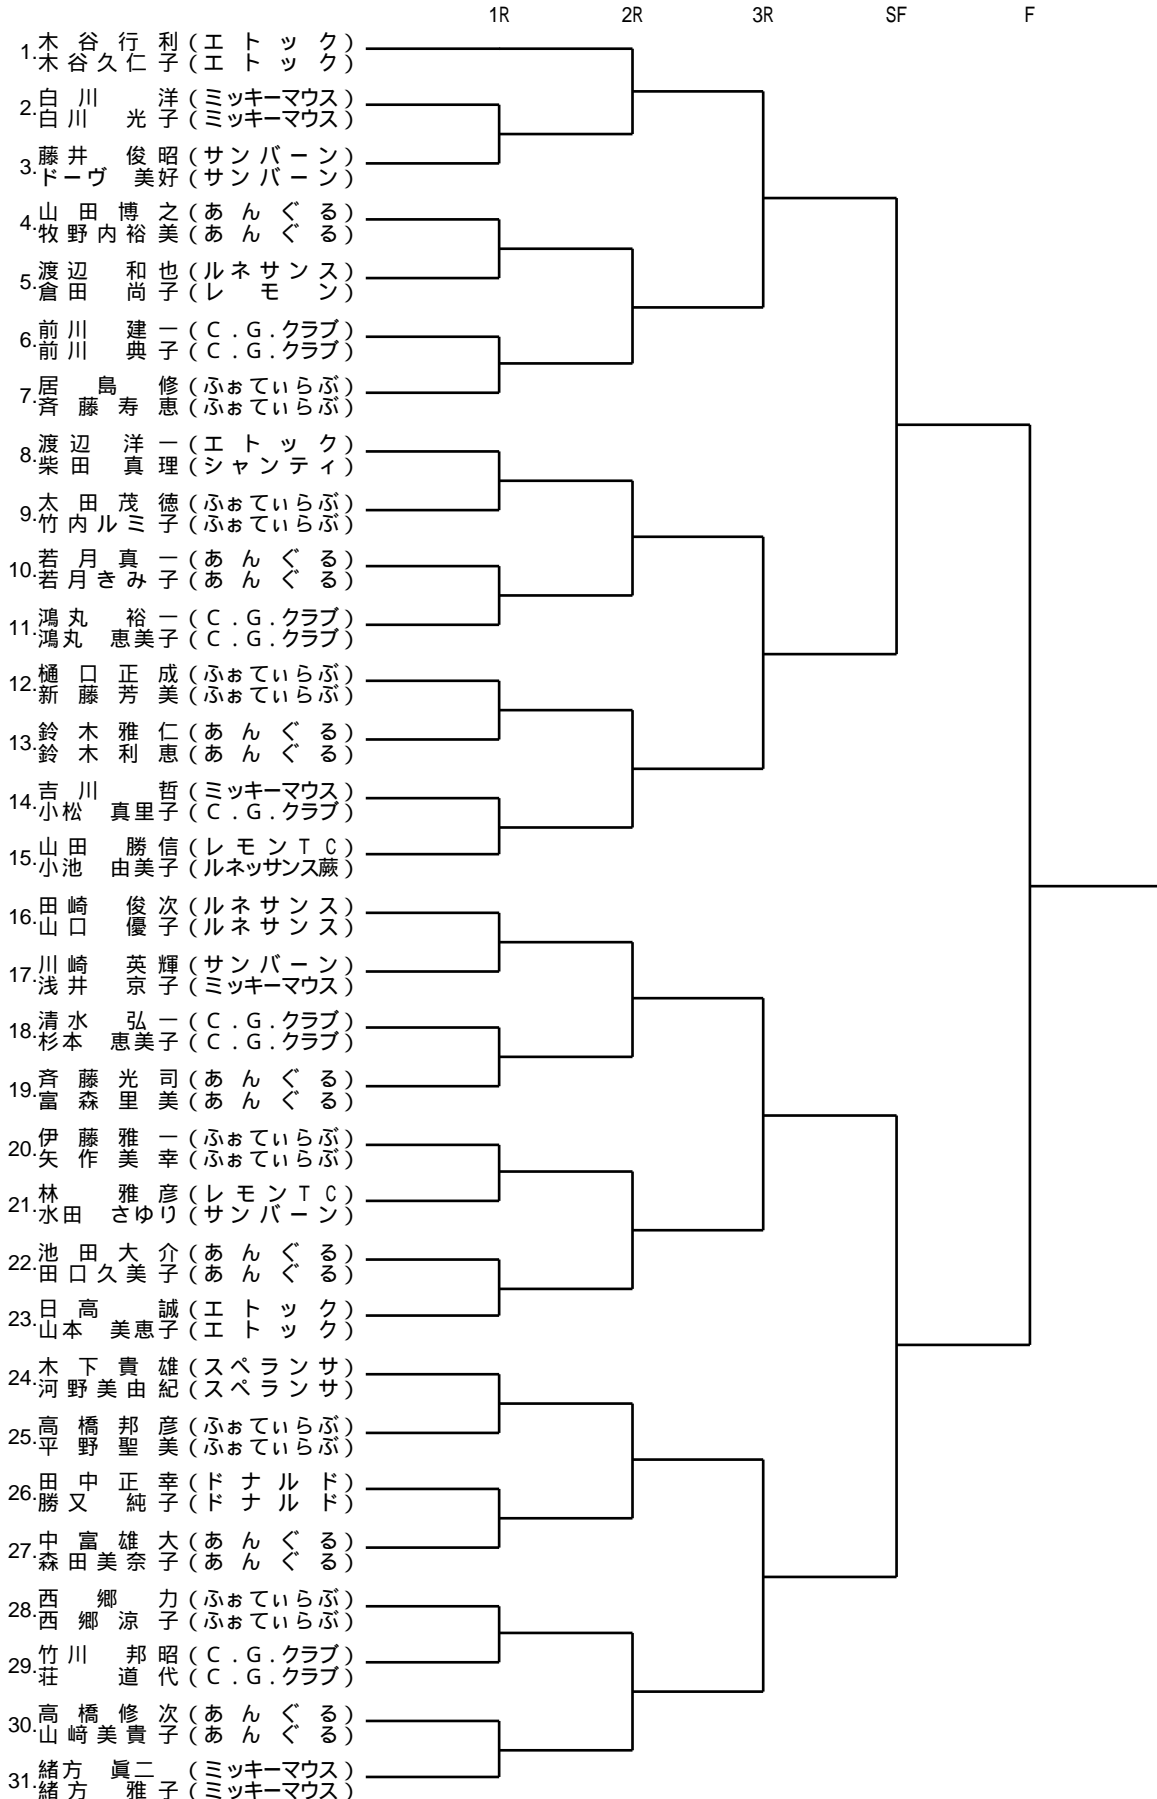 1R 2R 3R SF F
1. 木谷行利(エトック)
木谷久仁子(エトック)
2. 白川 洋(ミッキーマウス)
白川 光子(ミッキーマウス)
3. 藤井 俊昭(サンバーン)
ドーヴ 美好(サンバーン)
4. 山田博之(あんぐる)
牧野内裕美(あんぐる)
5. 渡辺 和也(ルネサンス)
倉田 尚子(レモン)
6. 前川 建一(C.G.クラブ)
前川 典子(C.G.クラブ)
7. 居島 修(ふぉてぃらぶ)
斉藤寿恵(ふぉてぃらぶ)
8. 渡辺 洋一(エトック)
柴田 真理(シャンティ)
9. 太田茂徳(ふぉてぃらぶ)
竹内ルミ子(ふぉてぃらぶ)
10. 若月真一(あんぐる)
若月きみ子(あんぐる)
11. 鴻丸 裕一(C.G.クラブ)
鴻丸 恵美子(C.G.クラブ)
12. 樋口正成(ふぉてぃらぶ)
新藤芳美(ふぉてぃらぶ)
13. 鈴木雅仁(あんぐる)
鈴木利恵(あんぐる)
14. 吉川 哲(ミッキーマウス)
小松 真里子(C.G.クラブ)
15. 山田 勝信(レモンTC)
小池 由美子(ルネッサンス蕨)
16. 田崎 俊次(ルネサンス)
山口 優子(ルネサンス)
17. 川崎 英輝(サンバーン)
浅井 京子(ミッキーマウス)
18. 清水 弘一(C.G.クラブ)
杉本 恵美子(C.G.クラブ)
19. 斉藤光司(あんぐる)
富森里美(あんぐる)
20. 伊藤雅一(ふぉてぃらぶ)
矢作美幸(ふぉてぃらぶ)
21. 林 雅彦(レモンTC)
水田 さゆり(サンバーン)
22. 池田大介(あんぐる)
田口久美子(あんぐる)
23. 日高 誠(エトック)
山本 美恵子(エトック)
24. 木下貴雄(スペランサ)
河野美由紀(スペランサ)
25. 高橋邦彦(ふぉてぃらぶ)
平野聖美(ふぉてぃらぶ)
26. 田中正幸(ドナルド)
勝又 純子(ドナルド)
27. 中富雄大(あんぐる)
森田美奈子(あんぐる)
28. 西郷 力(ふぉてぃらぶ)
西郷涼子(ふぉてぃらぶ)
29. 竹川 邦昭(C.G.クラブ)
荘 道代(C.G.クラブ)
30. 高橋修次(あんぐる)
山﨑美貴子(あんぐる)
31. 緒方 眞二 (ミッキーマウス)
緒方 雅子(ミッキーマウス)